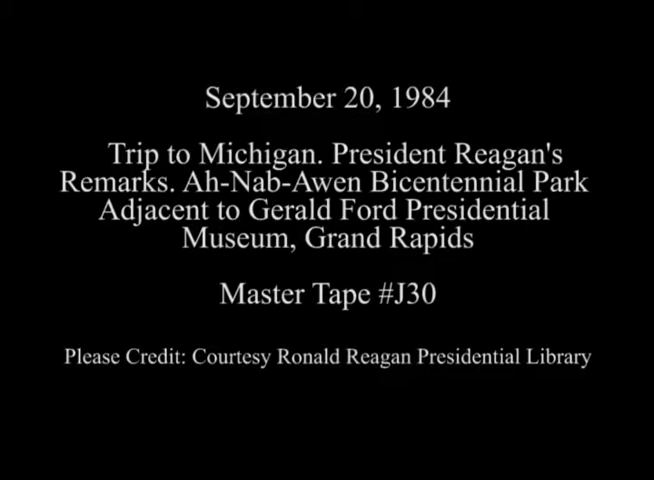 September 20, 1984
Trip to Michigan. President Reagan's
Remarks. Ah-Nab-Awen Bicentennial Park
Adjacent to Gerald Ford Presidential
Museum, Grand Rapids
Master Tape #J30
Please Credit: Courtesy Ronald Reagan Presidential Library